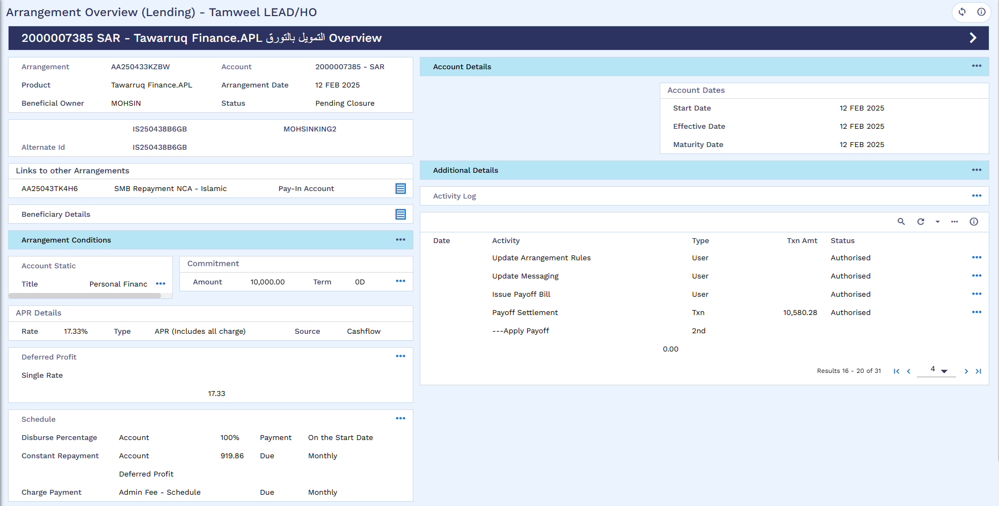 Arrangement Overview (Lending) - Tamweel LEAD/HO
2000007385 SAR - Tawarruq Finance.APL التمويل بالتورق Overview
Arrangement AA250433KZBW Account 2000007385 - SAR
Product Tawarruq Finance.APL Arrangement Date 12 FEB 2025
Beneficial Owner MOHSIN Status Pending Closure
IS250438B6GB MOHSINKING2
Alternate Id IS250438B6GB
Links to other Arrangements
AA25043TK4H6 SMB Repayment NCA - Islamic Pay-In Account
Beneficiary Details
Arrangement Conditions
Account Static
Title Personal Financ
Commitment
Amount 10,000.00 Term 0D
APR Details
Rate 17.33% Type APR (Includes all charge) Source Cashflow
Deferred Profit
Single Rate
17.33
Schedule
Disburse Percentage Account 100% Payment On the Start Date
Constant Repayment Account 919.86 Due Monthly
Deferred Profit
Charge Payment Admin Fee - Schedule Due Monthly
Account Details
Account Dates
Start Date 12 FEB 2025
Effective Date 12 FEB 2025
Maturity Date 12 FEB 2025
Additional Details
Activity Log
Date Activity Type Txn Amt Status
Update Arrangement Rules User Authorised
Update Messaging User Authorised
Issue Payoff Bill User Authorised
Payoff Settlement Txn 10,580.28 Authorised
---Apply Payoff 2nd
0.00
Results 16 - 20 of 31 4